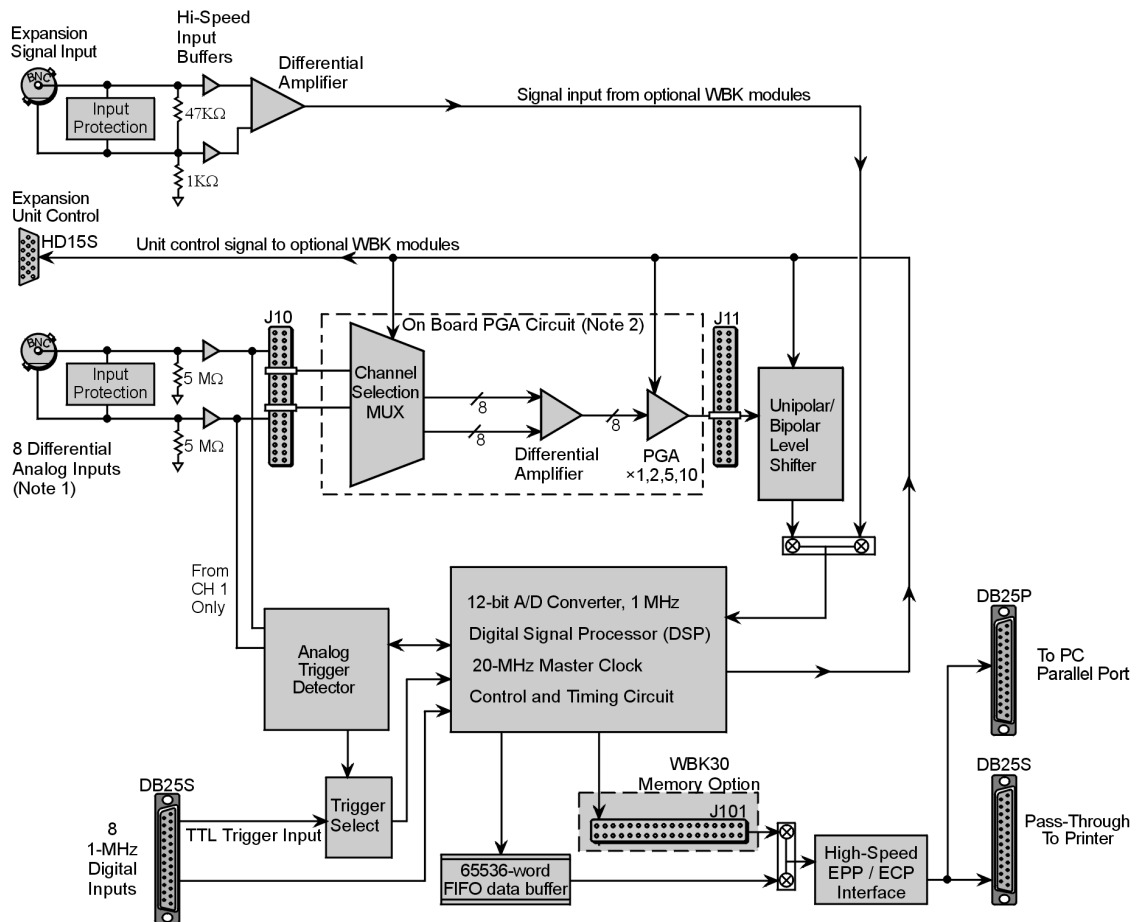 Expansion
Signal Input
BNC
Input
Protection
Hi-Speed
Input
Buffers
47KΩ
1KΩ
Differential
Amplifier
Signal input from optional WBK modules
Expansion
Unit Control
HD15S
Unit control signal to optional WBK modules
BNC
Input
Protection
5 MΩ
5 MΩ
8 Differential
Analog Inputs
(Note 1)
J10
On Board PGA Circuit (Note 2)
Channel
Selection
MUX
8
8
Differential
Amplifier
8
PGA
×1,2,5,10
J11
Unipolar/
Bipolar
Level
Shifter
From
CH 1
Only
Analog
Trigger
Detector
12-bit A/D Converter, 1 MHz
Digital Signal Processor (DSP)
20-MHz Master Clock
Control and Timing Circuit
DB25P
To PC
Parallel Port
DB25S
8
1-MHz
Digital
Inputs
TTL Trigger Input
Trigger
Select
WBK30
Memory Option
J101
65536-word
FIFO data buffer
High-Speed
EPP / ECP
Interface
DB25S
Pass-Through
To Printer